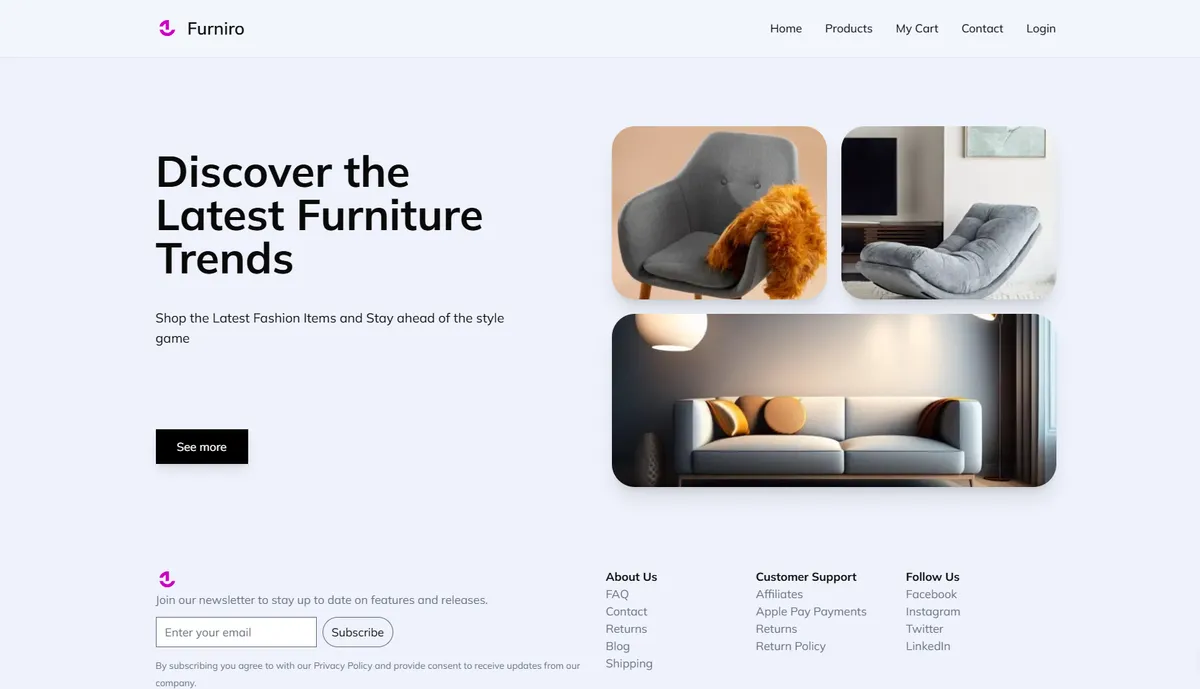 Furniro
Home
Products
My Cart
Contact
Login
Discover the
Latest Furniture
Trends
Shop the Latest Fashion Items and Stay ahead of the style
game
See more
Join our newsletter to stay up to date on features and releases.
Enter your email
Subscribe
By subscribing you agree to with our Privacy Policy and provide consent to receive updates from our
company.
About Us
FAQ
Contact
Returns
Blog
Shipping
Customer Support
Affiliates
Apple Pay Payments
Returns
Return Policy
Follow Us
Facebook
Instagram
Twitter
LinkedIn